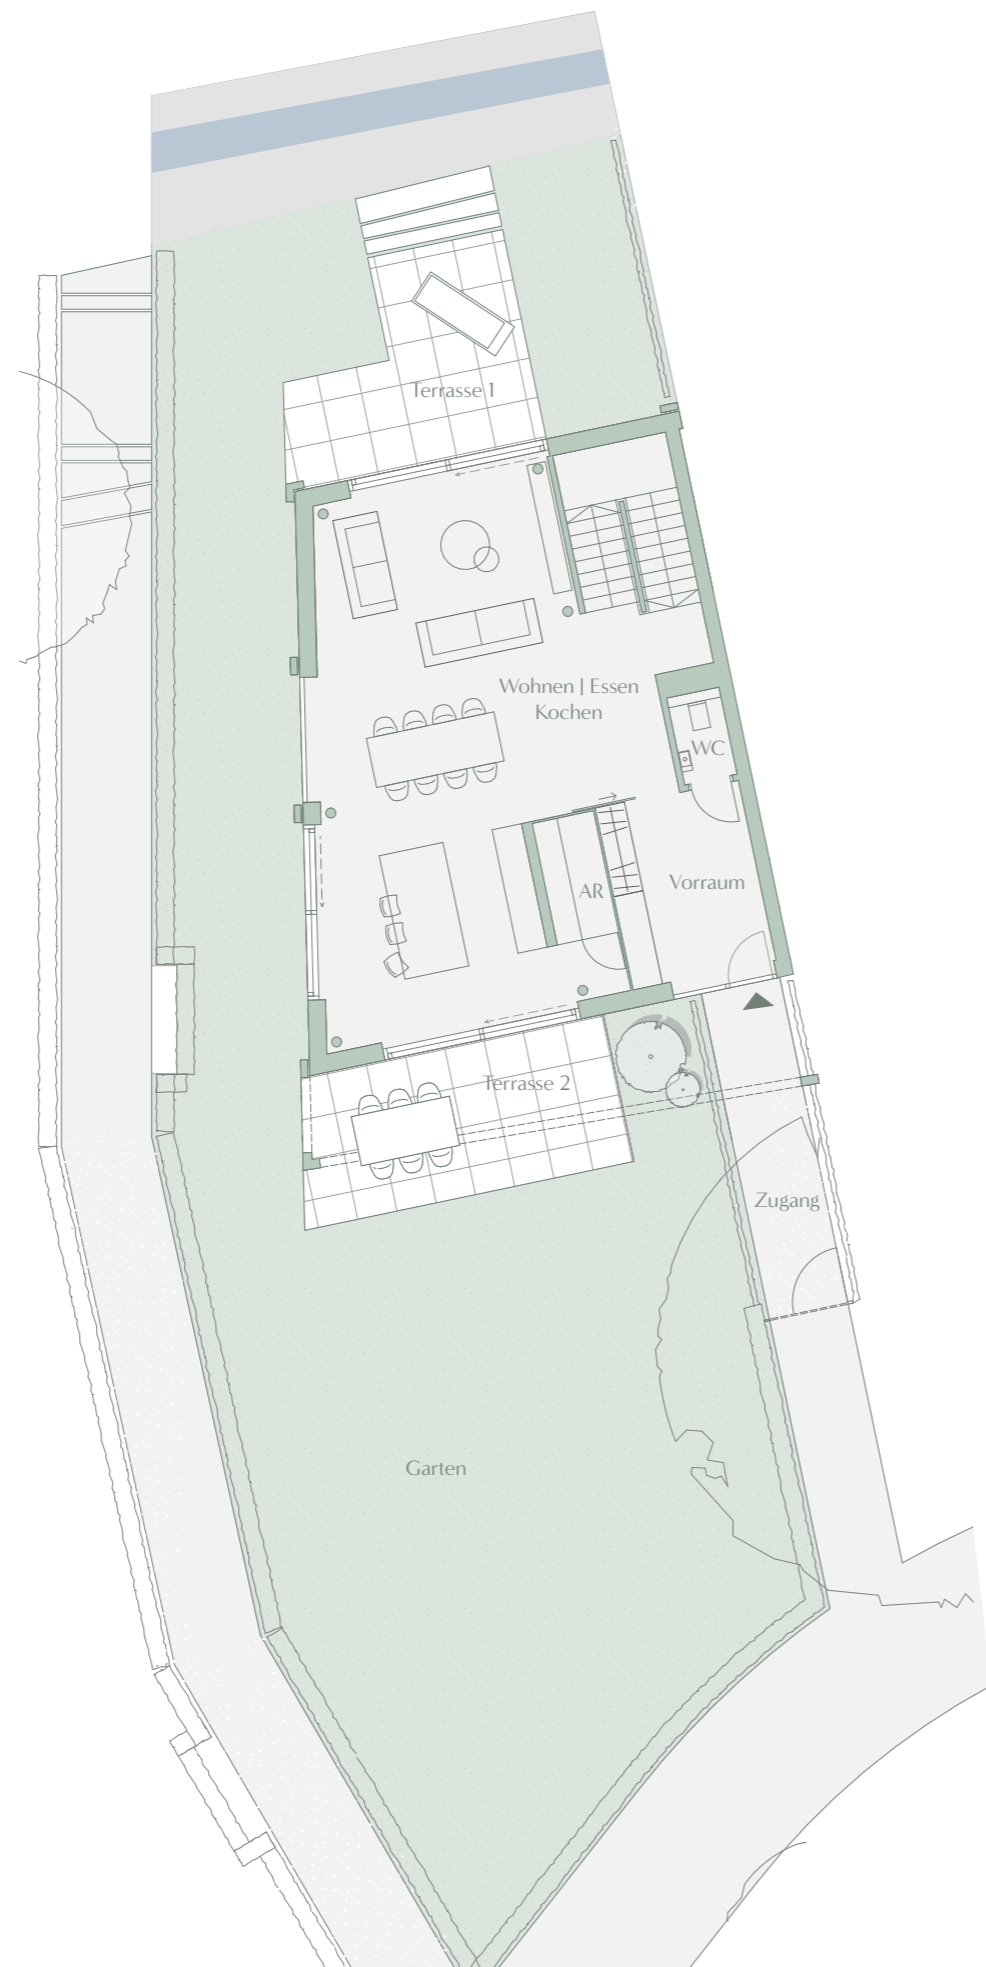 Terrasse 1
Wohnen | Essen
Kochen
WC
AR
Vorraum
Terrasse 2
Zugang
Garten